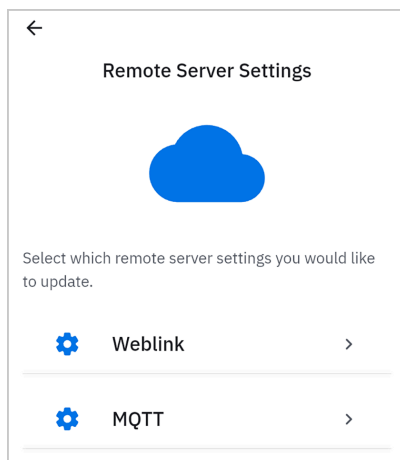 Remote Server Settings
Select which remote server settings you would like
to update.
Weblink
MQTT